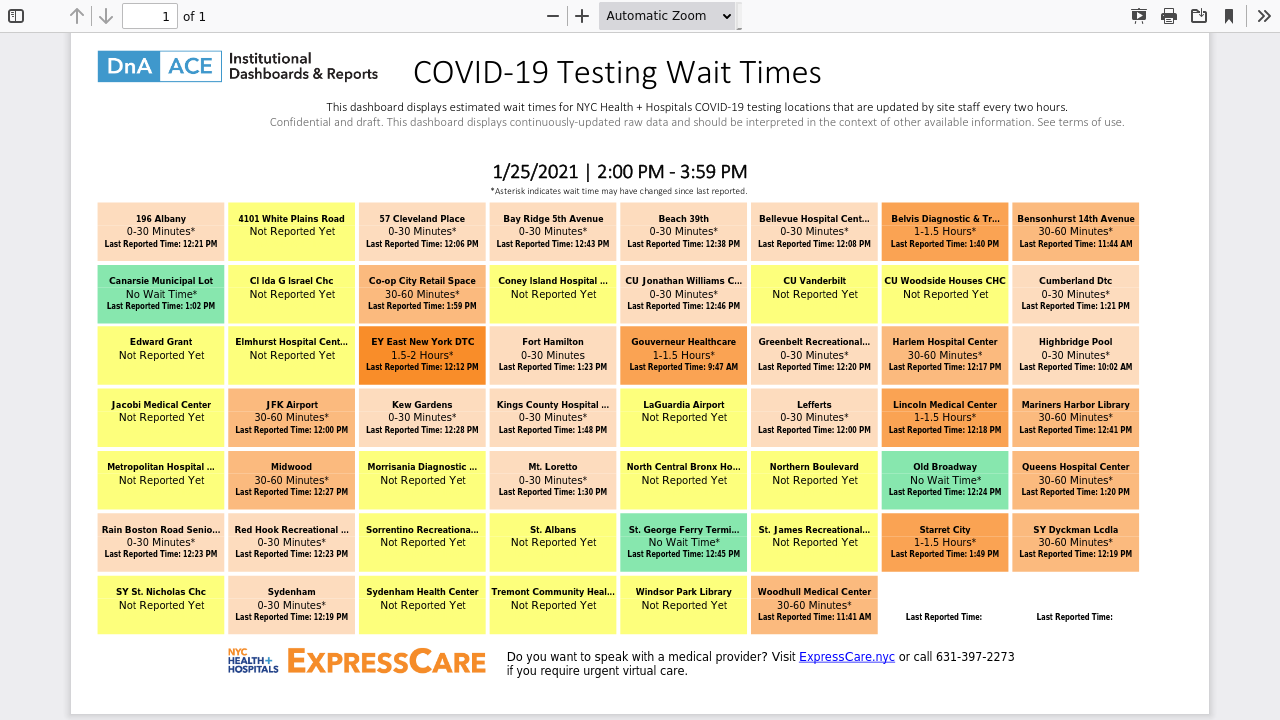 1 of 1 Automatic Zoom
DnA ACE Institutional
Dashboards & Reports
COVID-19 Testing Wait Times
This dashboard displays estimated wait times for NYC Health + Hospitals COVID-19 testing locations that are updated by site staff every two hours.
Confidential and draft. This dashboard displays continuously-updated raw data and should be interpreted in the context of other available information. See terms of use.
1/25/2021 | 2:00 PM - 3:59 PM
*Asterisk indicates wait time may have changed since last reported.
196 Albany
0-30 Minutes*
Last Reported Time: 12:21 PM
4101 White Plains Road
Not Reported Yet
57 Cleveland Place
0-30 Minutes*
Last Reported Time: 12:06 PM
Bay Ridge 5th Avenue
0-30 Minutes*
Last Reported Time: 12:43 PM
Beach 39th
0-30 Minutes*
Last Reported Time: 12:38 PM
Bellevue Hospital Cent...
0-30 Minutes*
Last Reported Time: 12:08 PM
Belvis Diagnostic & Tr...
1-1.5 Hours*
Last Reported Time: 1:40 PM
Bensonhurst 14th Avenue
30-60 Minutes*
Last Reported Time: 11:44 AM
Canarsie Municipal Lot
No Wait Time*
Last Reported Time: 1:02 PM
Cl Ida G Israel Chc
Not Reported Yet
Co-op City Retail Space
30-60 Minutes*
Last Reported Time: 1:59 PM
Coney Island Hospital ...
Not Reported Yet
CU Jonathan Williams C...
0-30 Minutes*
Last Reported Time: 12:46 PM
CU Vanderbilt
Not Reported Yet
CU Woodside Houses CHC
Not Reported Yet
Cumberland Dtc
0-30 Minutes*
Last Reported Time: 1:21 PM
Edward Grant
Not Reported Yet
Elmhurst Hospital Cent...
Not Reported Yet
EY East New York DTC
1.5-2 Hours*
Last Reported Time: 12:12 PM
Fort Hamilton
0-30 Minutes
Last Reported Time: 1:23 PM
Gouverneur Healthcare
1-1.5 Hours*
Last Reported Time: 9:47 AM
Greenbelt Recreational...
0-30 Minutes*
Last Reported Time: 12:20 PM
Harlem Hospital Center
30-60 Minutes*
Last Reported Time: 12:17 PM
Highbridge Pool
0-30 Minutes*
Last Reported Time: 10:02 AM
Jacobi Medical Center
Not Reported Yet
JFK Airport
30-60 Minutes*
Last Reported Time: 12:00 PM
Kew Gardens
0-30 Minutes*
Last Reported Time: 12:28 PM
Kings County Hospital ...
0-30 Minutes*
Last Reported Time: 1:48 PM
LaGuardia Airport
Not Reported Yet
Lefferts
0-30 Minutes*
Last Reported Time: 12:00 PM
Lincoln Medical Center
1-1.5 Hours*
Last Reported Time: 12:18 PM
Mariners Harbor Library
30-60 Minutes*
Last Reported Time: 12:41 PM
Metropolitan Hospital ...
Not Reported Yet
Midwood
30-60 Minutes*
Last Reported Time: 12:27 PM
Morrisania Diagnostic ...
Not Reported Yet
Mt. Loretto
0-30 Minutes*
Last Reported Time: 1:30 PM
North Central Bronx Ho...
Not Reported Yet
Northern Boulevard
Not Reported Yet
Old Broadway
No Wait Time*
Last Reported Time: 12:24 PM
Queens Hospital Center
30-60 Minutes*
Last Reported Time: 1:20 PM
Rain Boston Road Senio...
0-30 Minutes*
Last Reported Time: 12:23 PM
Red Hook Recreational ...
0-30 Minutes*
Last Reported Time: 12:23 PM
Sorrentino Recreationa...
Not Reported Yet
St. Albans
Not Reported Yet
St. George Ferry Termi...
No Wait Time*
Last Reported Time: 12:45 PM
St. James Recreational...
Not Reported Yet
Starret City
1-1.5 Hours*
Last Reported Time: 1:49 PM
SY Dyckman Lcdla
30-60 Minutes*
Last Reported Time: 12:19 PM
SY St. Nicholas Chc
Not Reported Yet
Sydenham
0-30 Minutes*
Last Reported Time: 12:19 PM
Sydenham Health Center
Not Reported Yet
Tremont Community Heal...
Not Reported Yet
Windsor Park Library
Not Reported Yet
Woodhull Medical Center
30-60 Minutes*
Last Reported Time: 11:41 AM
Last Reported Time:
Last Reported Time:
NYC
HEALTH+
HOSPITALS
EXPRESSCARE
Do you want to speak with a medical provider? Visit ExpressCare.nyc or call 631-397-2273
if you require urgent virtual care.